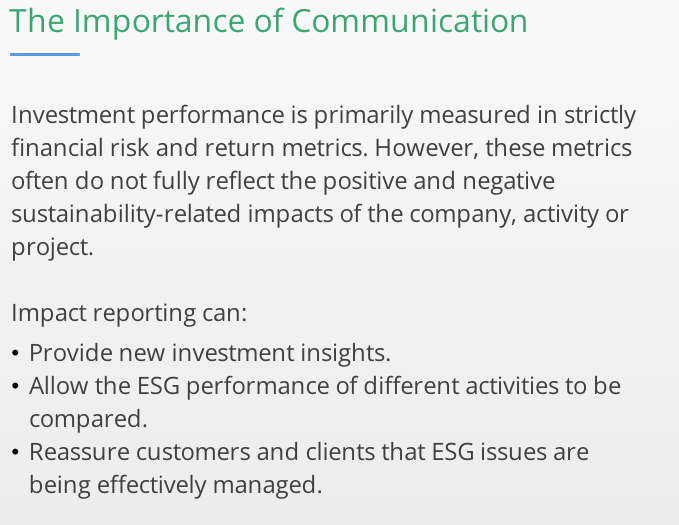 The Importance of Communication
Investment performance is primarily measured in strictly
financial risk and return metrics. However, these metrics
often do not fully reflect the positive and negative
sustainability-related impacts of the company, activity or
project.
Impact reporting can:
• Provide new investment insights.
• Allow the ESG performance of different activities to be
compared.
• Reassure customers and clients that ESG issues are
being effectively managed.